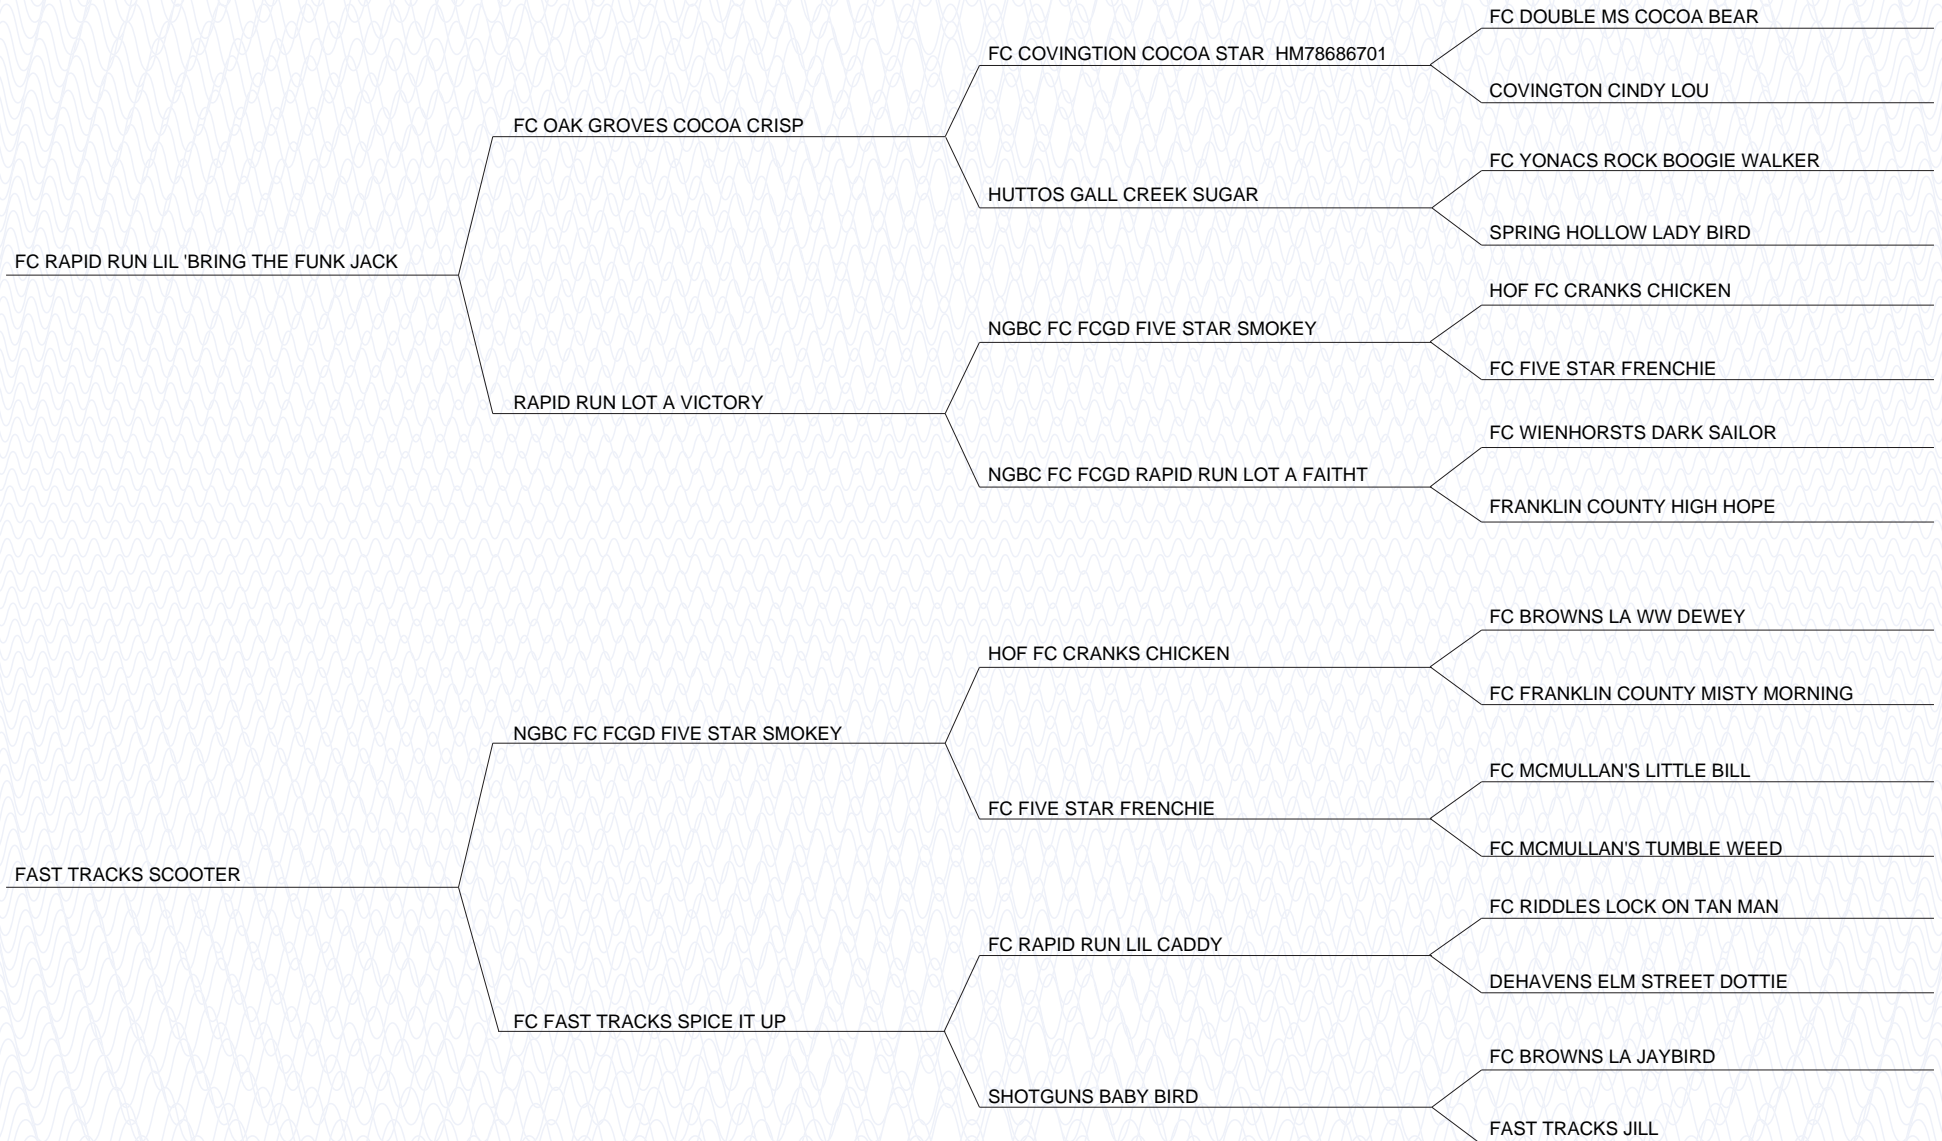 FC DOUBLE MS COCOA BEAR
FC COVINGTION COCOA STAR  HM78686701
COVINGTON CINDY LOU
FC OAK GROVES COCOA CRISP
FC YONACS ROCK BOOGIE WALKER
HUTTOS GALL CREEK SUGAR
SPRING HOLLOW LADY BIRD
FC RAPID RUN LIL 'BRING THE FUNK JACK
HOF FC CRANKS CHICKEN
NGBC FC FCGD FIVE STAR SMOKEY
FC FIVE STAR FRENCHIE
RAPID RUN LOT A VICTORY
FC WIENHORSTS DARK SAILOR
NGBC FC FCGD RAPID RUN LOT A FAITHT
FRANKLIN COUNTY HIGH HOPE
FC BROWNS LA WW DEWEY
HOF FC CRANKS CHICKEN
FC FRANKLIN COUNTY MISTY MORNING
NGBC FC FCGD FIVE STAR SMOKEY
FC MCMULLAN'S LITTLE BILL
FC FIVE STAR FRENCHIE
FC MCMULLAN'S TUMBLE WEED
FAST TRACKS SCOOTER
FC RIDDLES LOCK ON TAN MAN
FC RAPID RUN LIL CADDY
DEHAVENS ELM STREET DOTTIE
FC FAST TRACKS SPICE IT UP
FC BROWNS LA JAYBIRD
SHOTGUNS BABY BIRD
FAST TRACKS JILL